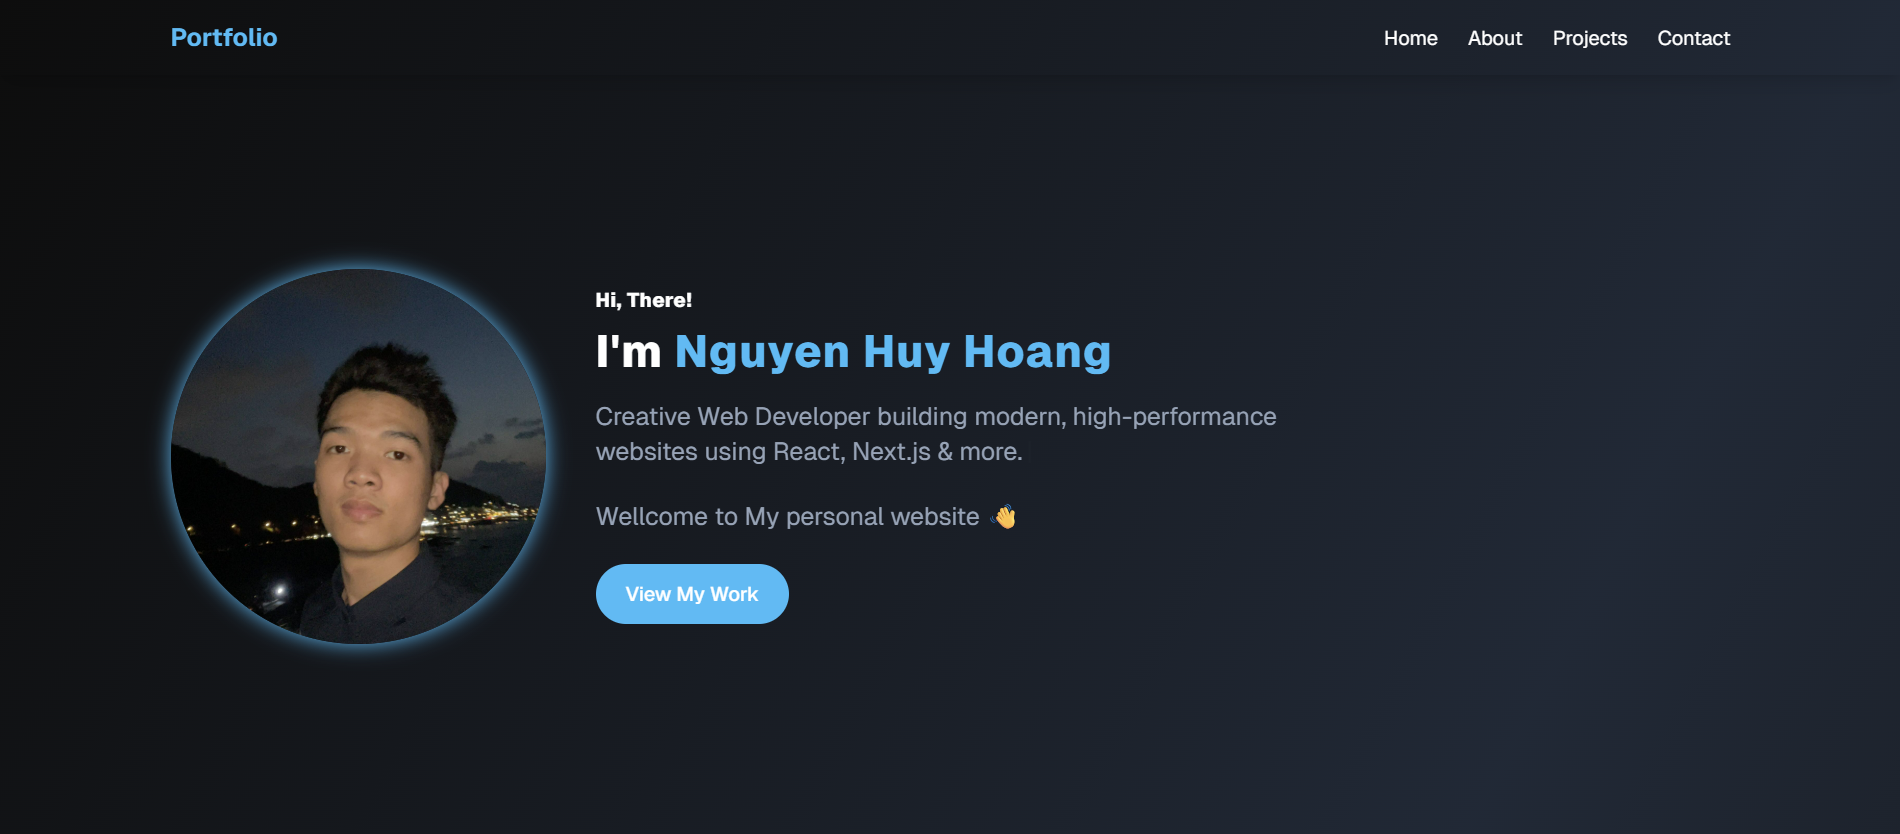 Portfolio
Home About Projects Contact
Hi, There!
I'm Nguyen Huy Hoang
Creative Web Developer building modern, high-performance
websites using React, Next.js & more.
Wellcome to My personal website 👋
View My Work